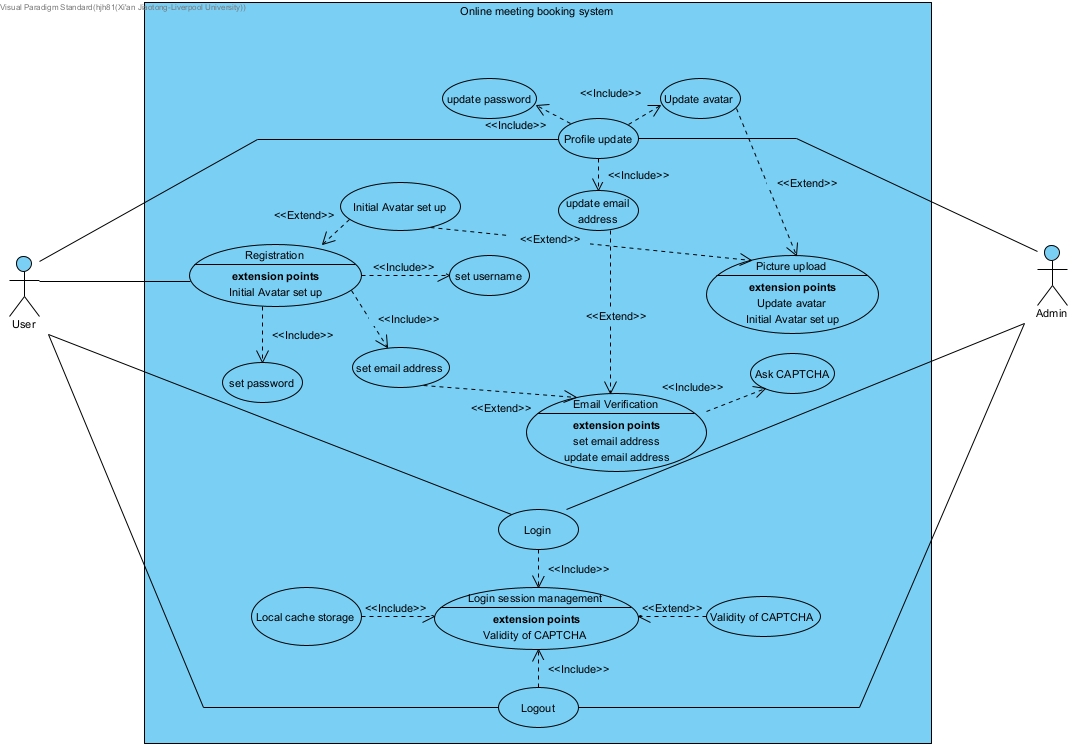 Visual Paradigm Standard(hjh81(Xi'an Jiaotong-Liverpool University))
Online meeting booking system
update password
<<Include>>
Update avatar
<<Include>>
Profile update
<<Include>>
<<Extend>>
update email
address
Initial Avatar set up
<<Extend>>
<<Extend>>
Registration
extension points
Initial Avatar set up
<<Include>>
set username
Picture upload
extension points
Update avatar
Initial Avatar set up
User
Admin
<<Include>>
<<Include>>
<<Extend>>
set password
set email address
<<Extend>>
Email Verification
extension points
set email address
update email address
<<Include>>
Ask CAPTCHA
Login
<<Include>>
Local cache storage
<<Include>>
Login session management
extension points
Validity of CAPTCHA
<<Extend>>
Validity of CAPTCHA
<<Include>>
Logout